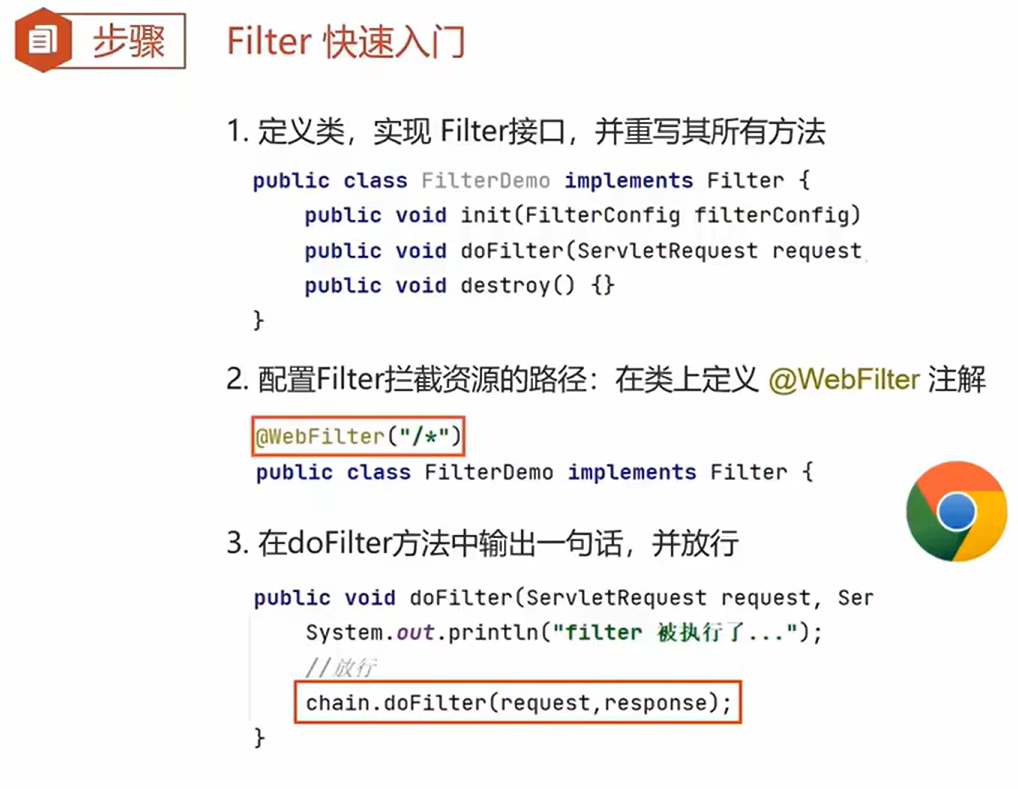 步骤
Filter 快速入门
1. 定义类，实现 Filter接口，并重写其所有方法
public class FilterDemo implements Filter {
public void init(FilterConfig filterConfig)
public void doFilter(ServletRequest request
public void destroy() {}
}
2. 配置Filter拦截资源的路径：在类上定义 @WebFilter 注解
@WebFilter("/*")
public class FilterDemo implements Filter {
3. 在doFilter方法中输出一句话，并放行
public void doFilter(ServletRequest request, Ser
System.out.println("filter 被执行了...");
//放行
chain.doFilter(request,response);
}